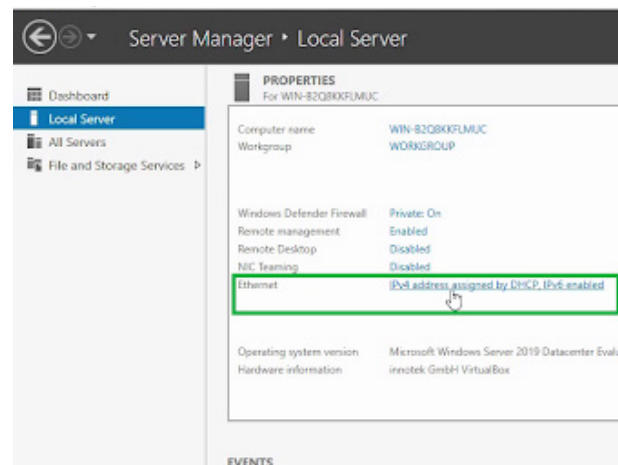 Server Manager • Local Server
Dashboard
Local Server
All Servers
File and Storage Services
PROPERTIES
For WIN-B2Q8KKFLMUC
Computer name WIN-B2Q8KKFLMUC
Workgroup WORKGROUP
Windows Defender Firewall Private: On
Remote management Enabled
Remote Desktop Disabled
NIC Teaming Disabled
Ethernet IPv4 address assigned by DHCP, IPv6 enabled
Operating system version Microsoft Windows Server 2019 Datacenter Evalu
Hardware information innotek GmbH VirtualBox
EVENTS